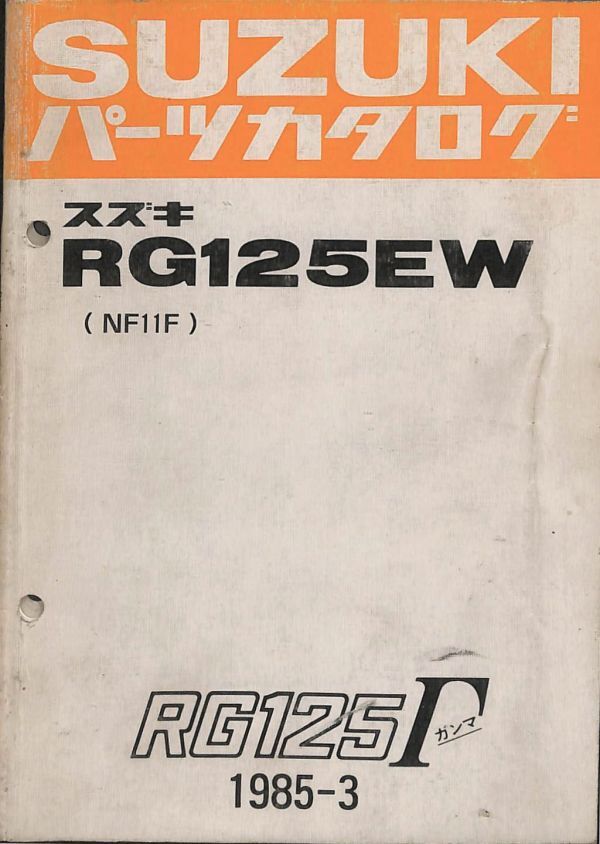 SUZUKI
パーツカタログ
スズキ
RG125EW
( NF11F )
RG125Γ ガンマ
1985-3